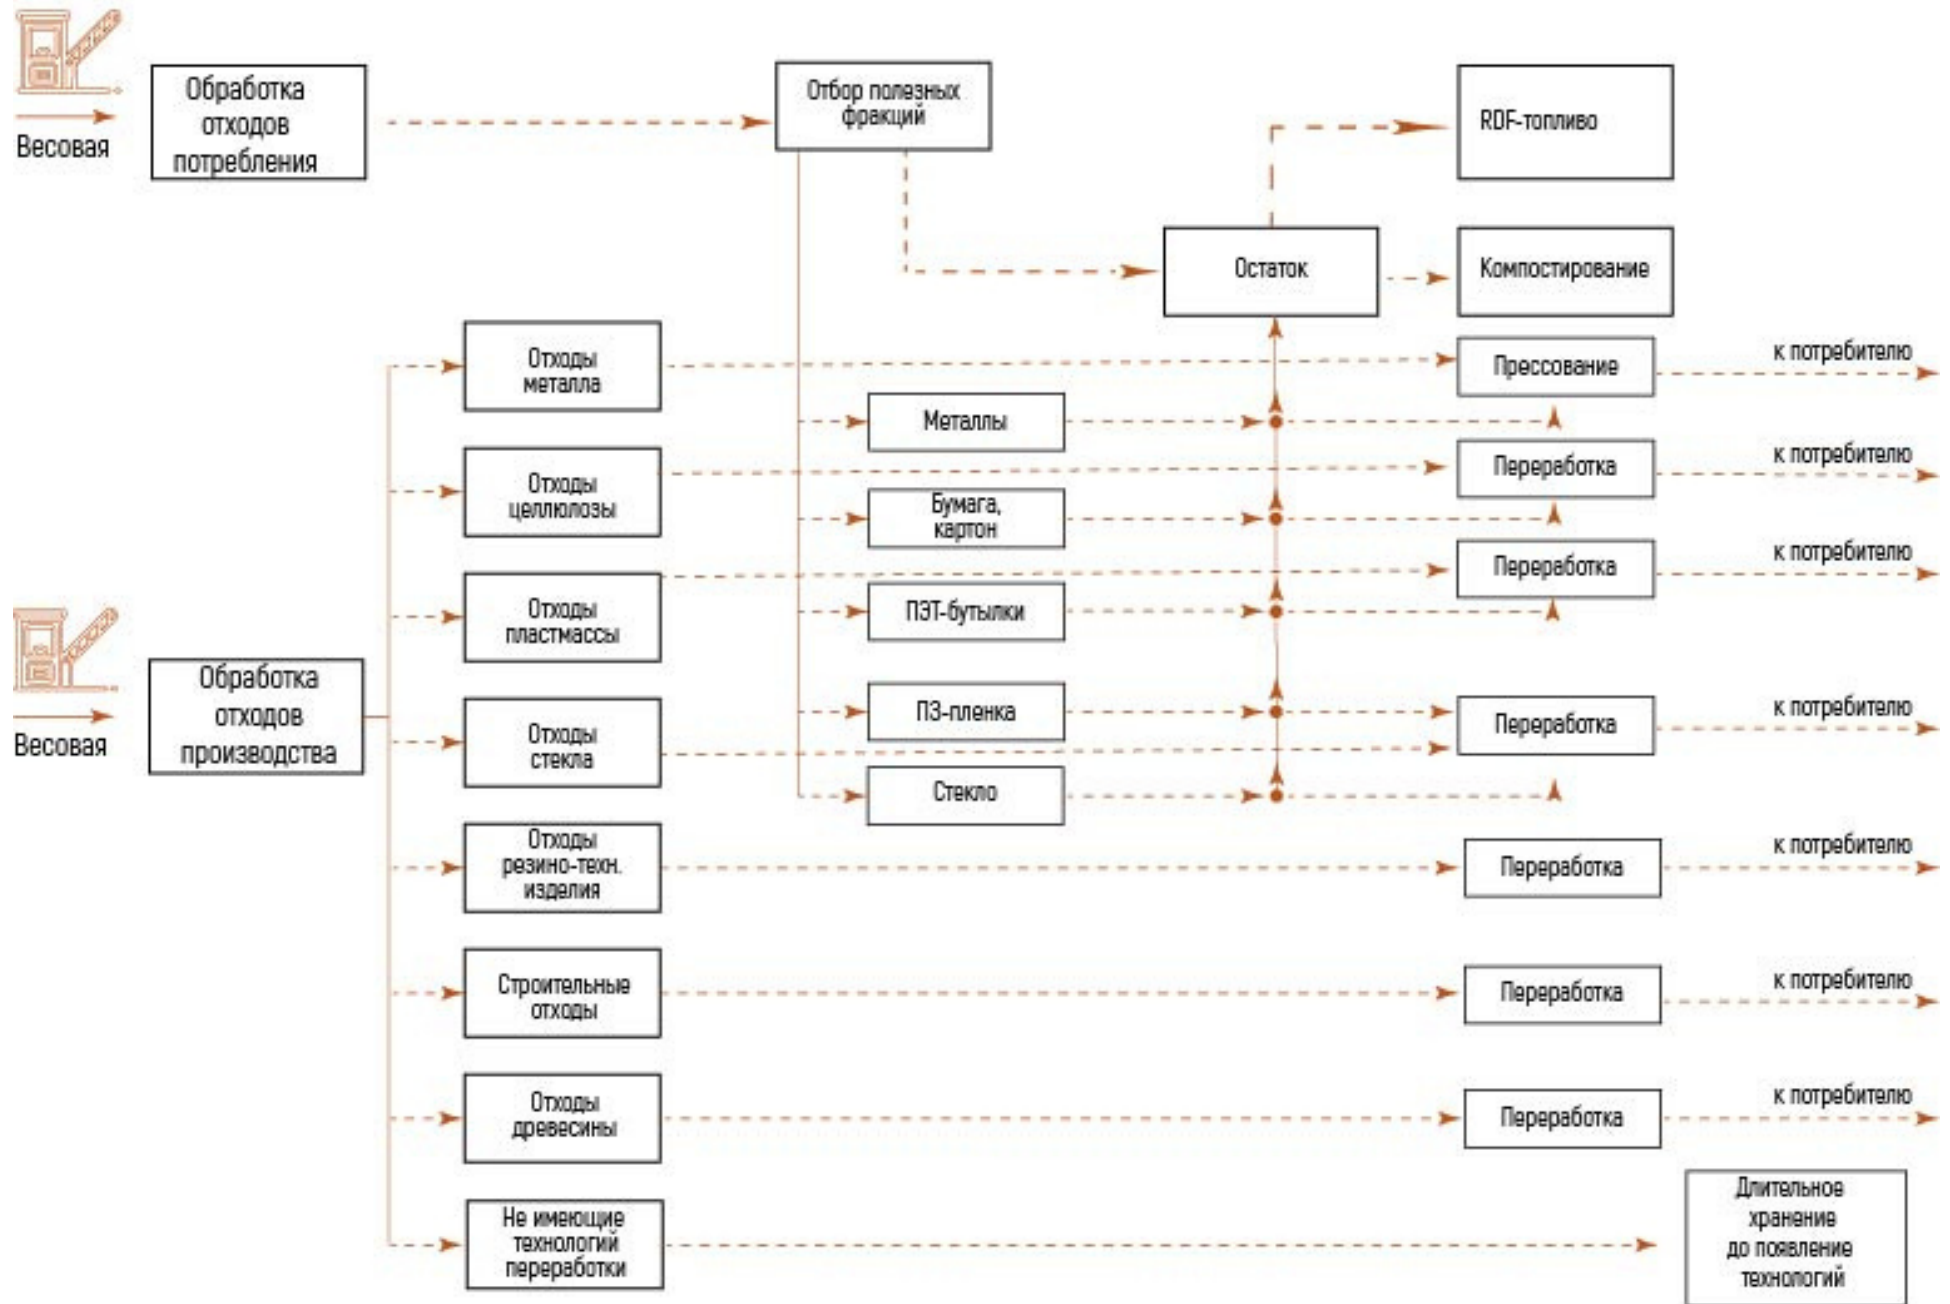 Весовая
Обработка
отходов
потребления
Отбор полезных
фракций
RDF-топливо
Остаток
Компостирование
Отходы
металла
Прессование
к потребителю
Металлы
Отходы
целлюлозы
Переработка
к потребителю
Бумага,
картон
Отходы
пластмассы
Переработка
к потребителю
ПЭТ-бутылки
Весовая
Обработка
отходов
производства
Отходы
стекла
ПЗ-пленка
Переработка
к потребителю
Стекло
Отходы
резино-техн.
изделия
Переработка
к потребителю
Строительные
отходы
Переработка
к потребителю
Отходы
древесины
Переработка
к потребителю
Не имеющие
технологий
переработки
Длительное
хранение
до появление
технологий